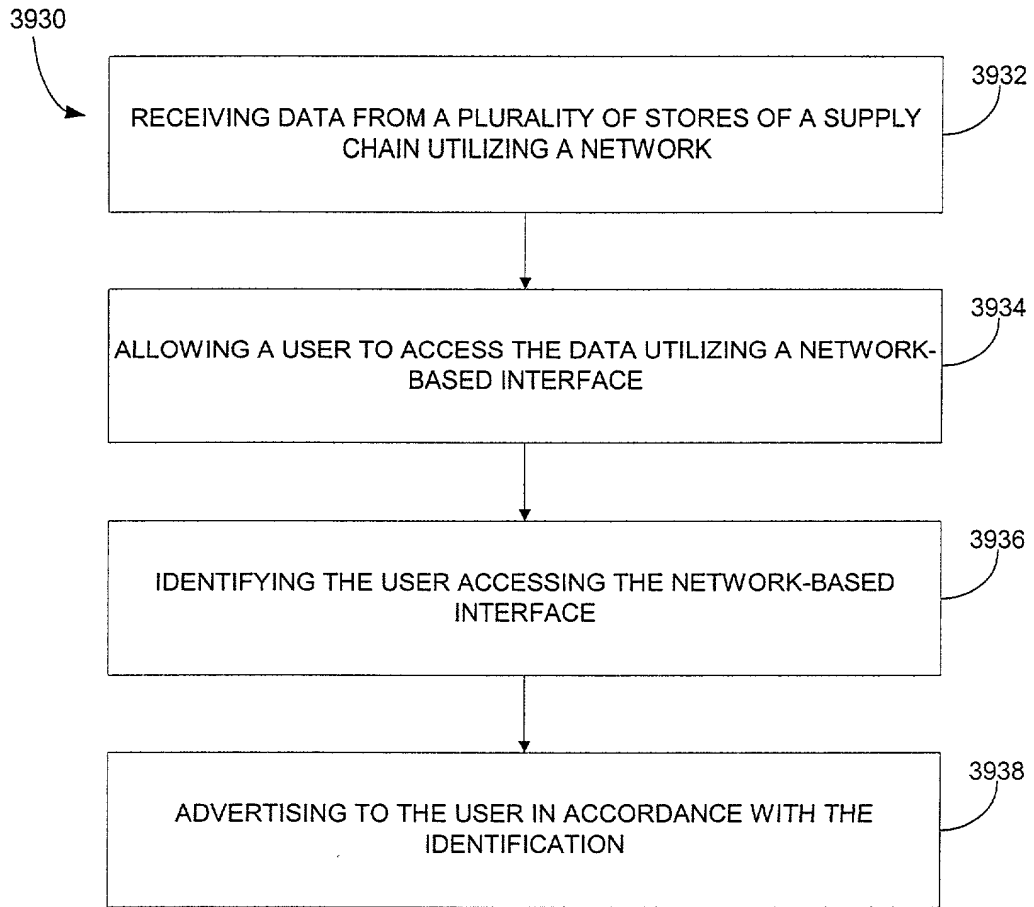 3930
3932
RECEIVING DATA FROM A PLURALITY OF STORES OF A SUPPLY
CHAIN UTILIZING A NETWORK
3934
ALLOWING A USER TO ACCESS THE DATA UTILIZING A NETWORK-
BASED INTERFACE
3936
IDENTIFYING THE USER ACCESSING THE NETWORK-BASED
INTERFACE
3938
ADVERTISING TO THE USER IN ACCORDANCE WITH THE
IDENTIFICATION